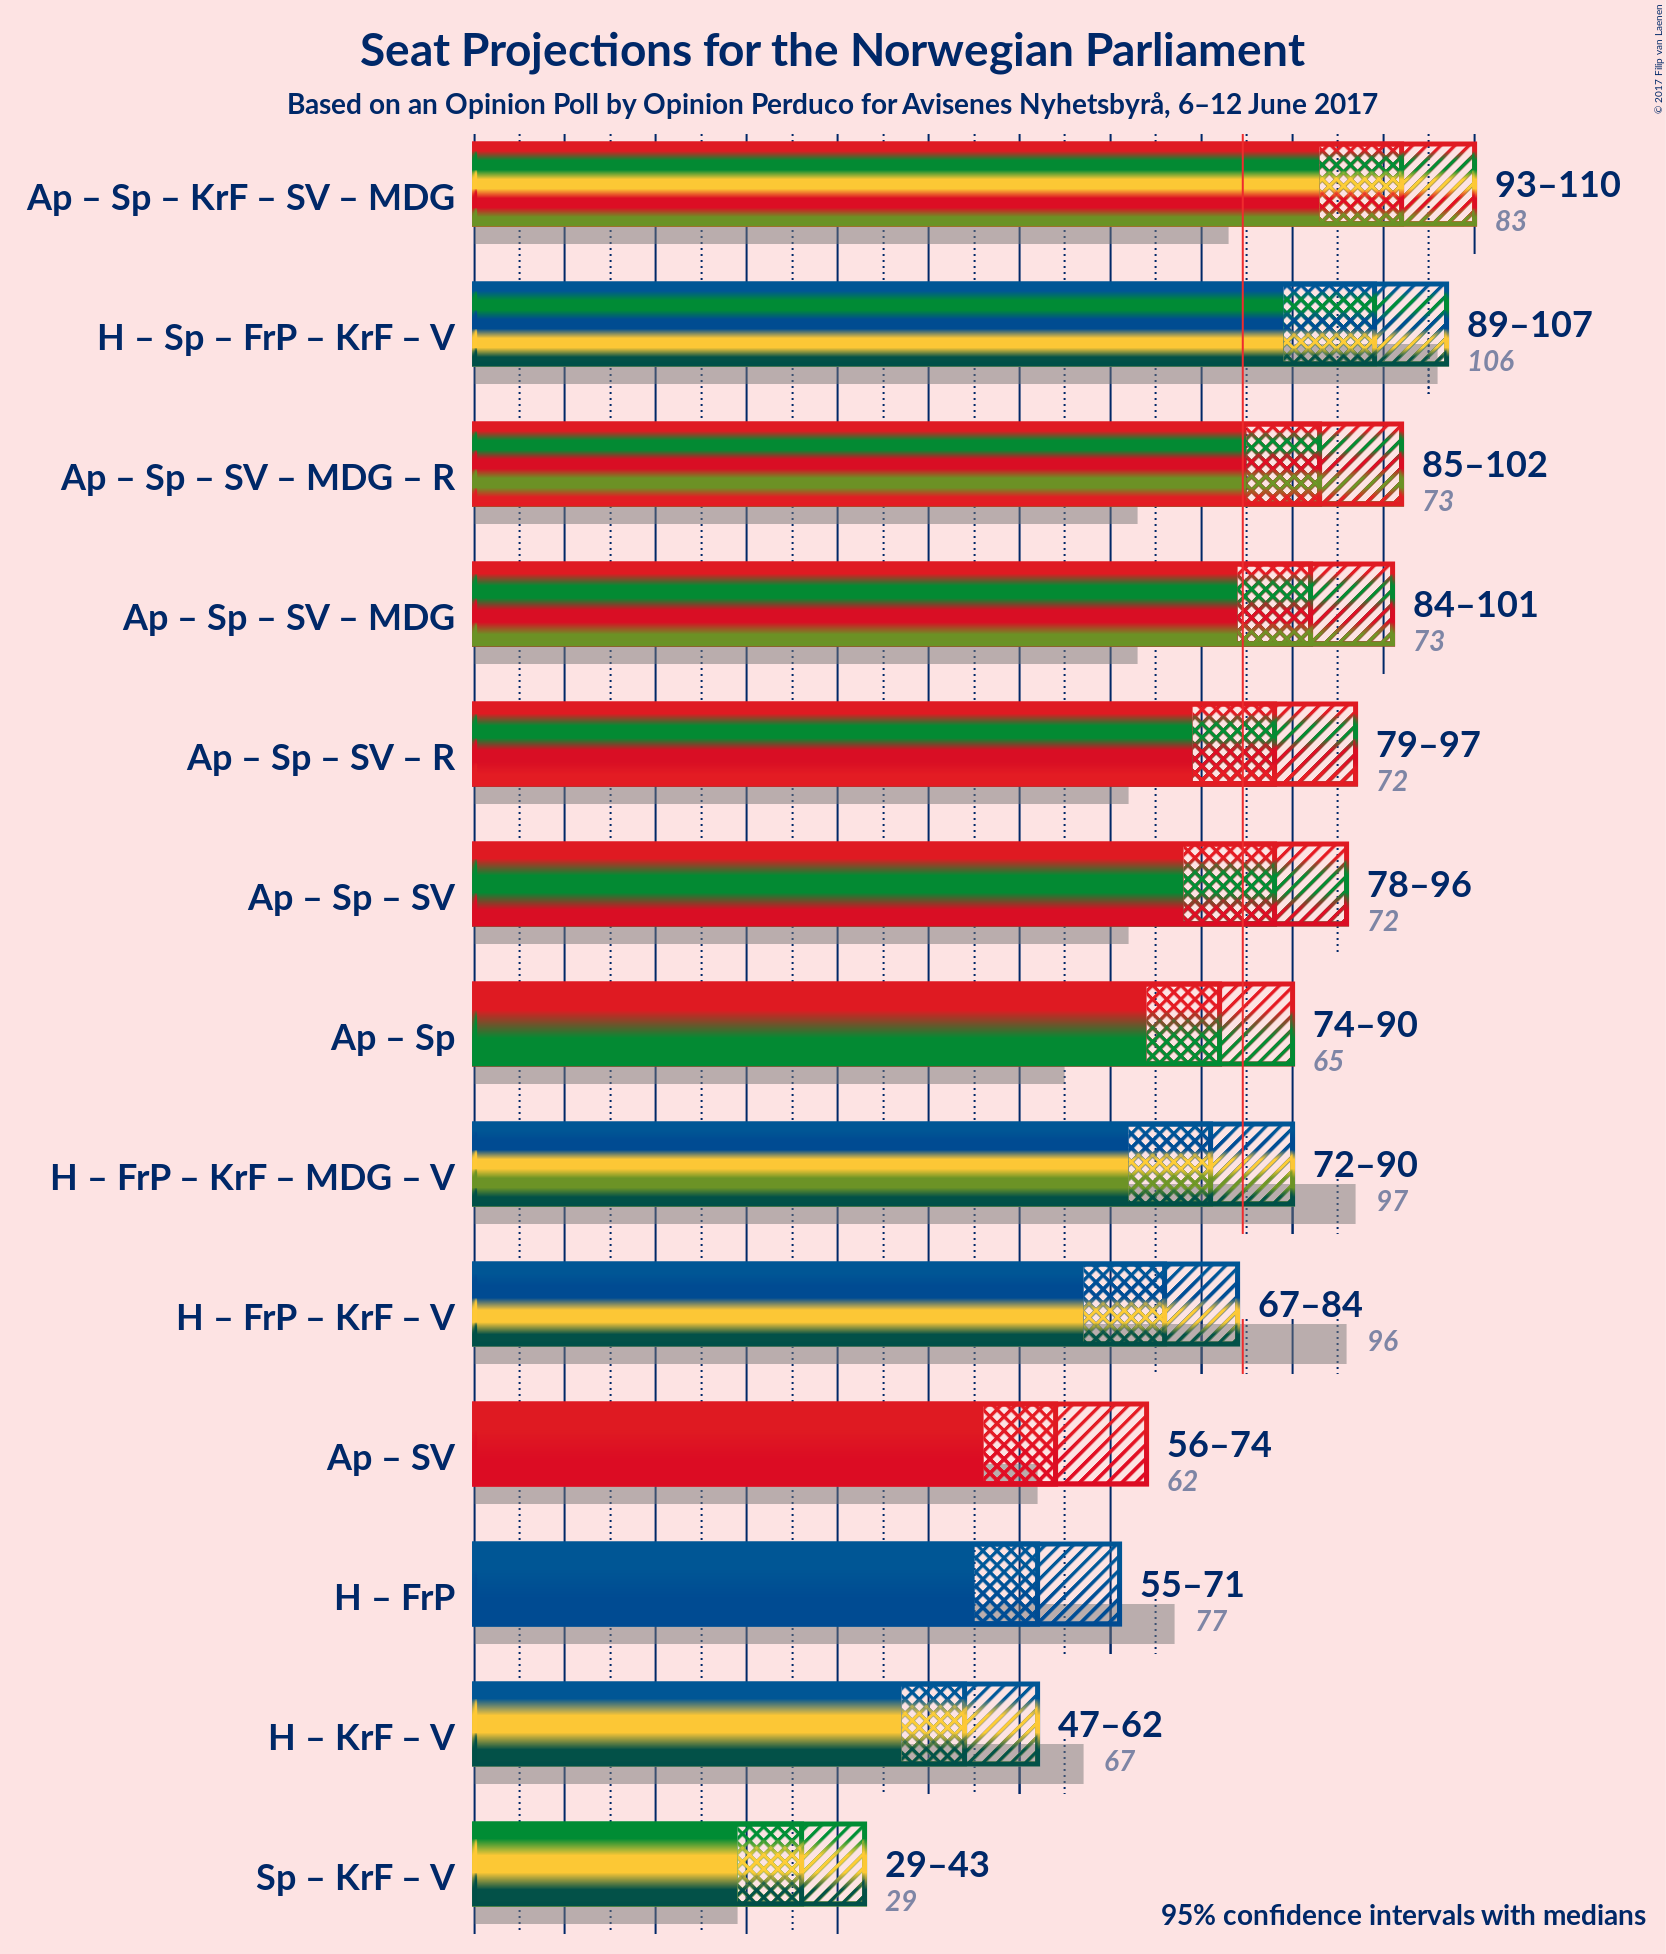 Seat Projections for the Norwegian Parliament
Based on an Opinion Poll by Opinion Perduco for Avisenes Nyhetsbyrå, 6–12 June 2017
© 2017 Filip van Laenen
Ap – Sp – KrF – SV – MDG
93–110
83
H – Sp – FrP – KrF – V
89–107
106
Ap – Sp – SV – MDG – R
85–102
73
Ap – Sp – SV – MDG
84–101
73
Ap – Sp – SV – R
79–97
72
Ap – Sp – SV
78–96
72
Ap – Sp
74–90
65
H – FrP – KrF – MDG – V
72–90
97
H – FrP – KrF – V
67–84
96
Ap – SV
56–74
62
H – FrP
55–71
77
H – KrF – V
47–62
67
Sp – KrF – V
29–43
29
95% confidence intervals with medians